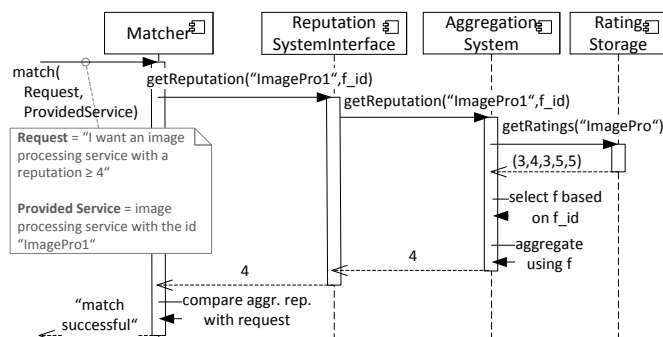 Matcher
Reputation
SystemInterface
Aggregation
System
Rating
Storage
match(
Request,
ProvidedService)
getReputation("ImagePro1",f_id)
getReputation("ImagePro1",f_id)
getRatings("ImagePro")
Request = "I want an image
processing service with a
reputation ≥ 4"
Provided Service = image
processing service with the id
"ImagePro1"
(3,4,3,5,5)
select f based
on f_id
aggregate
using f
4
4
compare aggr. rep.
with request
"match
successful"